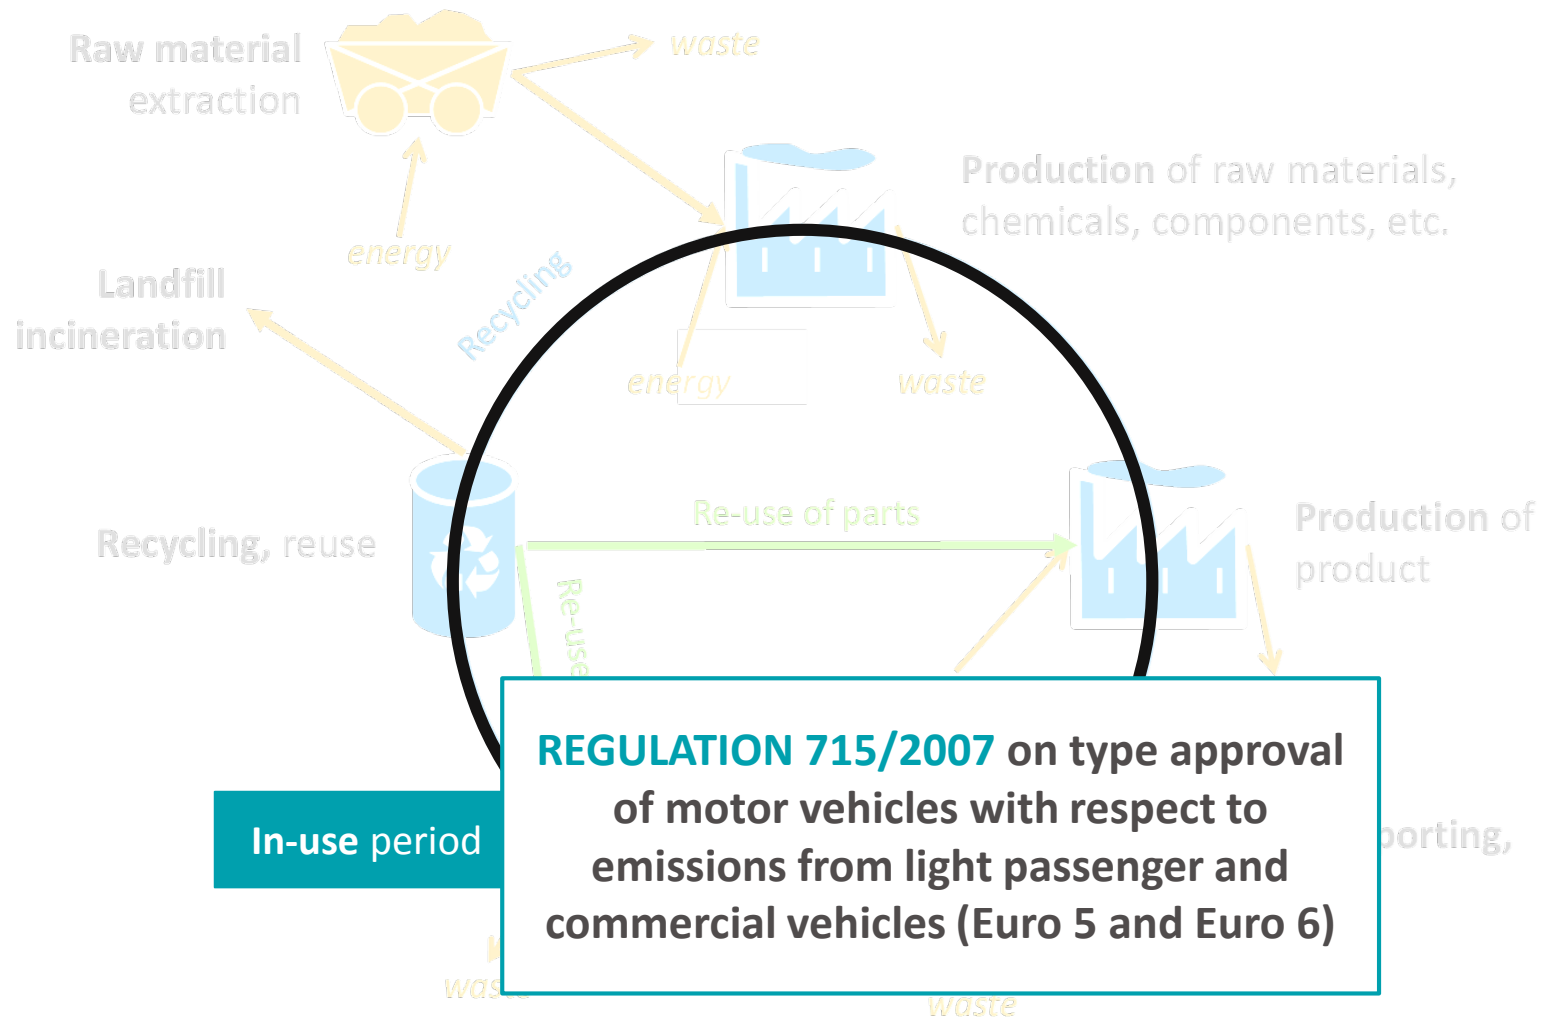 Raw material
extraction
waste
energy
Production of raw materials,
chemicals, components, etc.
Landfill
incineration
Recycling
energy
waste
Recycling, reuse
Re-use of parts
Production of
product
Re-use
REGULATION 715/2007 on type approval
of motor vehicles with respect to
emissions from light passenger and
commercial vehicles (Euro 5 and Euro 6)
In-use period
waste
waste